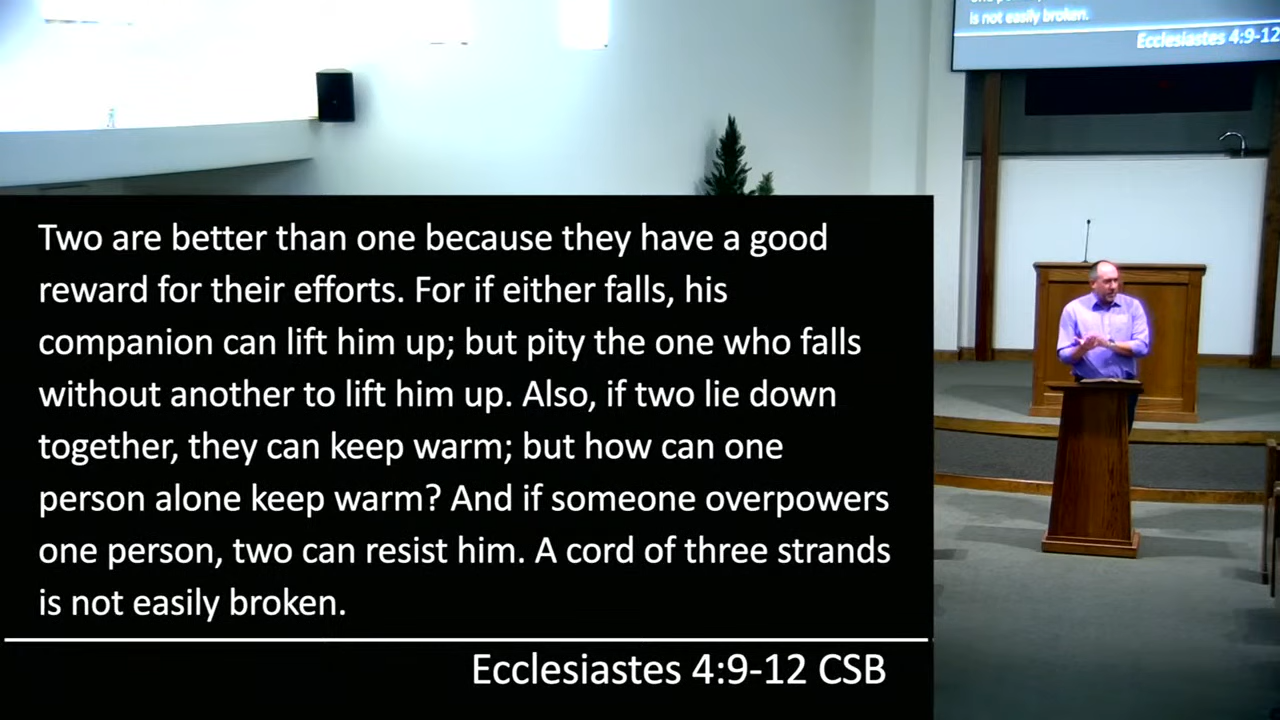 is not easily broken.
Ecclesiastes 4:9-12
Two are better than one because they have a good
reward for their efforts. For if either falls, his
companion can lift him up; but pity the one who falls
without another to lift him up. Also, if two lie down
together, they can keep warm; but how can one
person alone keep warm? And if someone overpowers
one person, two can resist him. A cord of three strands
is not easily broken.
Ecclesiastes 4:9-12 CSB